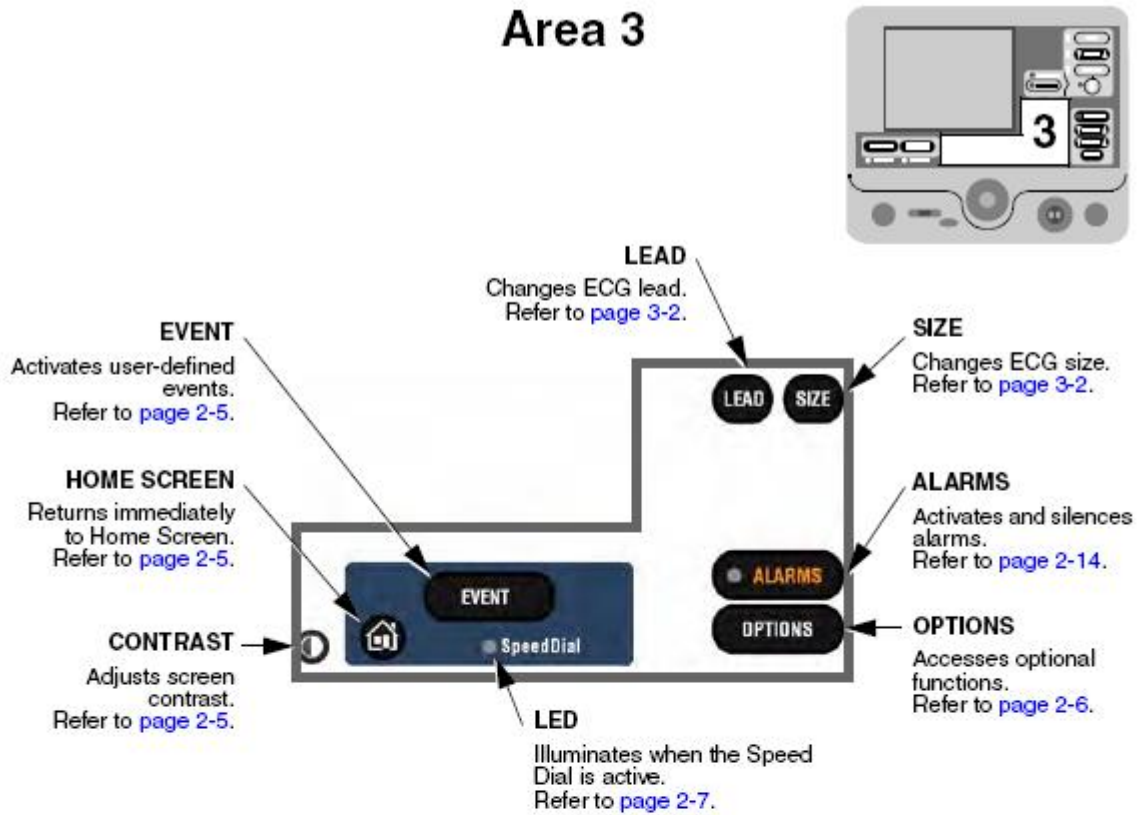 Area 3
3
LEAD
Changes ECG lead.
Refer to page 3-2.
EVENT
Activates user-defined
events.
Refer to page 2-5.
SIZE
Changes ECG size.
Refer to page 3-2.
LEAD
SIZE
HOME SCREEN
Returns immediately
to Home Screen.
Refer to page 2-5.
ALARMS
Activates and silences
alarms.
Refer to page 2-14.
ALARMS
EVENT
OPTIONS
SpeedDial
CONTRAST
Adjusts screen
contrast.
Refer to page 2-5.
OPTIONS
Accesses optional
functions.
Refer to page 2-6.
LED
Illuminates when the Speed
Dial is active.
Refer to page 2-7.